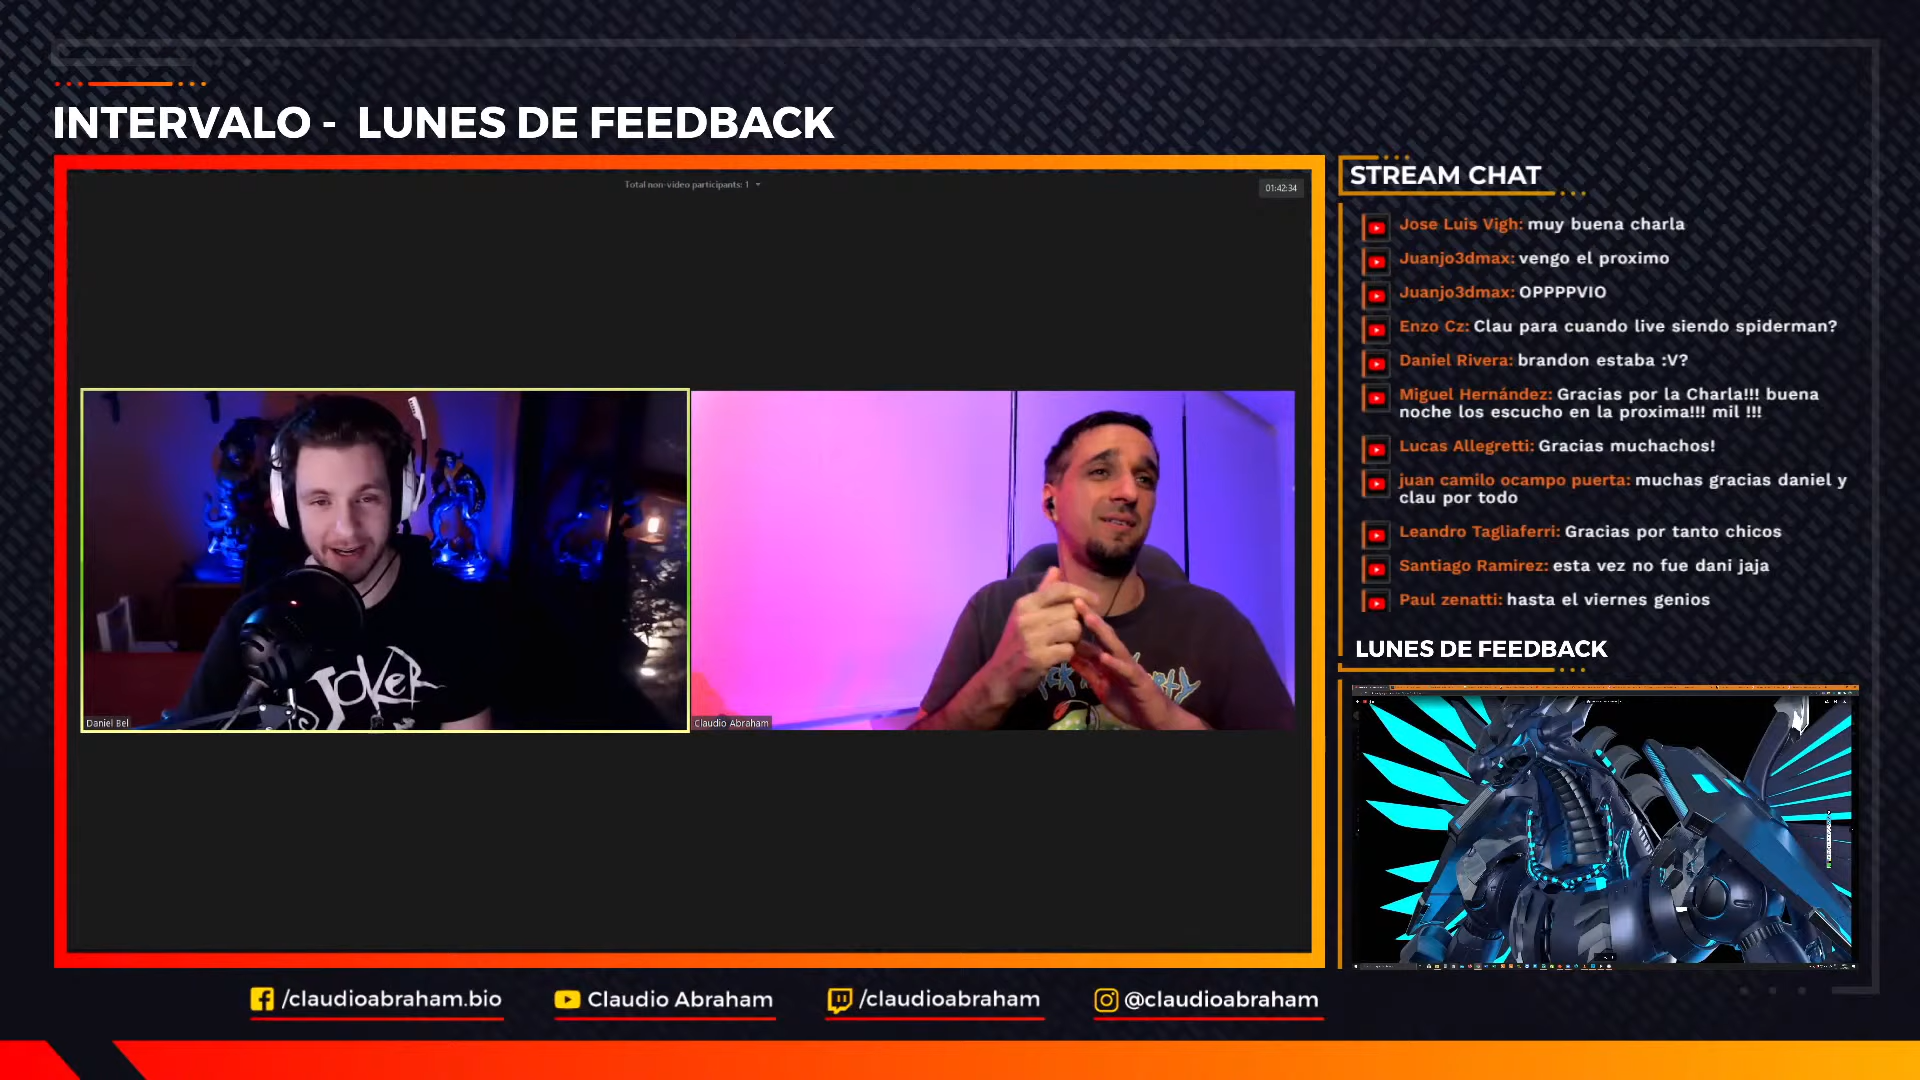 INTERVALO - LUNES DE FEEDBACK
Total non-video participants: 1
01:42:34
Daniel Bel
JOKER
Claudio Abraham
STREAM CHAT
Jose Luis Vigh: muy buena charla
Juanjo3dmax: vengo el proximo
Juanjo3dmax: OPPPPVIO
Enzo Cz: Clau para cuando live siendo spiderman?
Daniel Rivera: brandon estaba :V?
Miguel Hernández: Gracias por la Charla!!! buena
noche los escucho en la proxima!!! mil !!!
Lucas Allegretti: Gracias muchachos!
juan camilo ocampo puerta: muchas gracias daniel y
clau por todo
Leandro Tagliaferri: Gracias por tanto chicos
Santiago Ramirez: esta vez no fue dani jaja
Paul zenatti: hasta el viernes genios
LUNES DE FEEDBACK
/claudioabraham.bio
Claudio Abraham
/claudioabraham
@claudioabraham